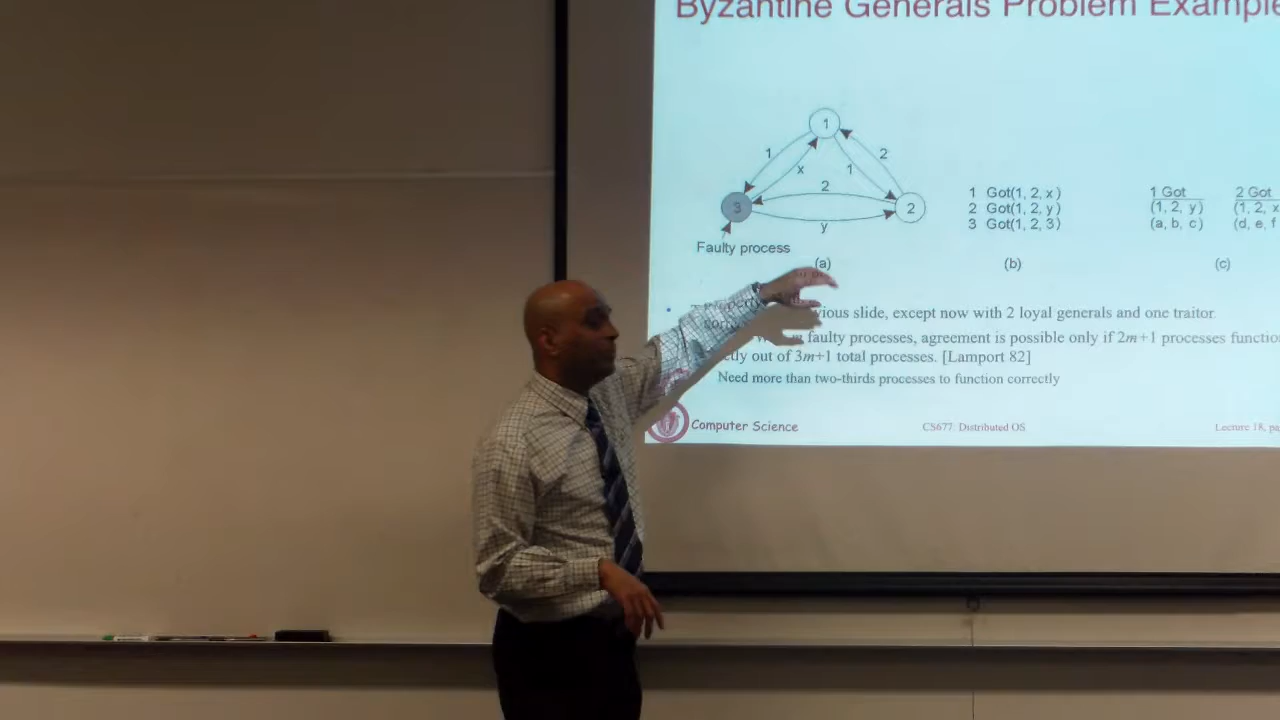 Byzantine Generals Problem Example
1
1
x
1
2
2
3
2
y
Faulty process
(a)
1 Got(1, 2, x)
2 Got(1, 2, y)
3 Got(1, 2, 3)
(b)
1 Got
(1, 2, y)
(a, b, c)
2 Got
(1, 2, x
(d, e, f
(c)
vious slide, except now with 2 loyal generals and one traitor.
faulty processes, agreement is possible only if 2m+1 processes functio
tly out of 3m+1 total processes. [Lamport 82]
Need more than two-thirds processes to function correctly
Computer Science
CS677: Distributed OS
Lecture 18, pa